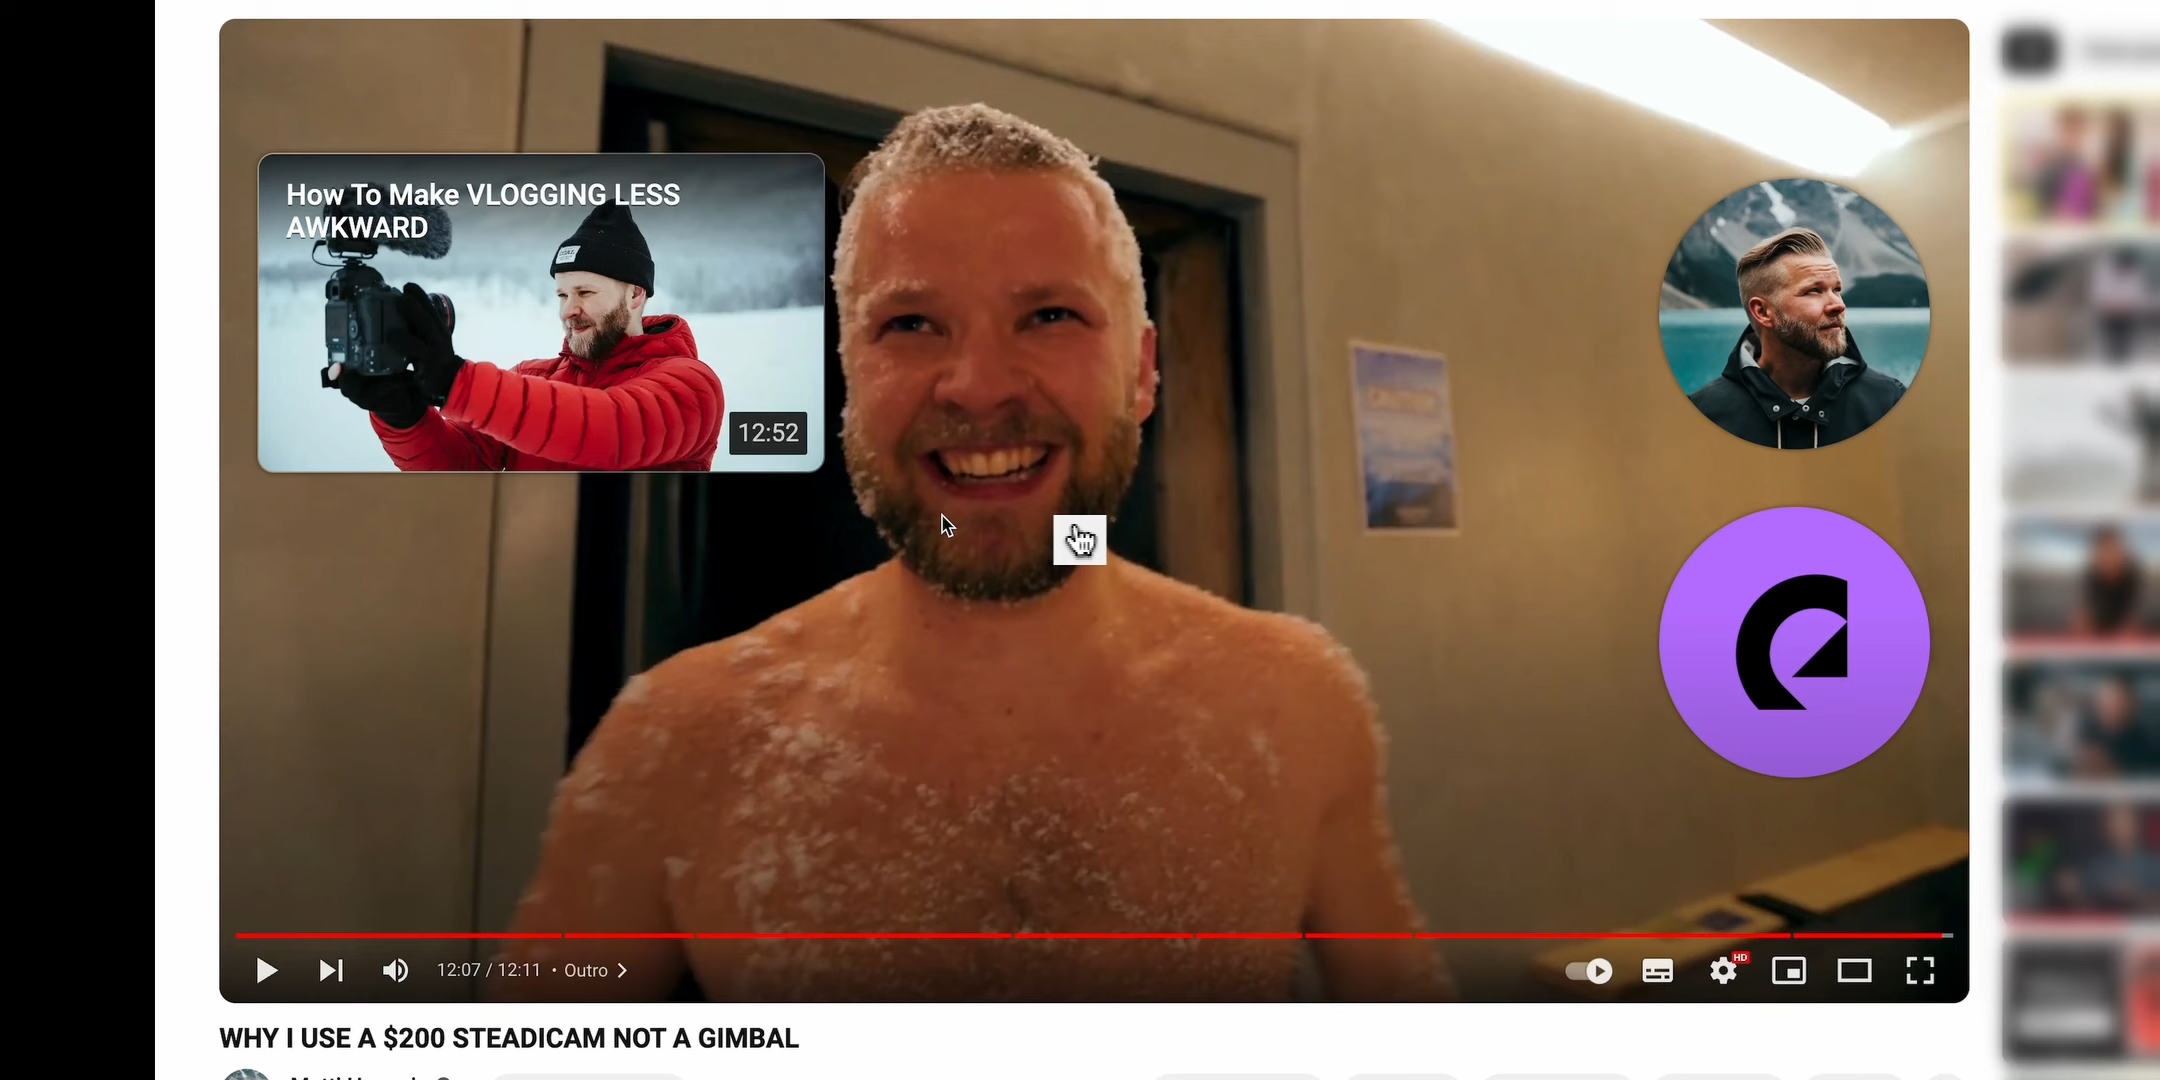 How To Make VLOGGING LESS
AWKWARD
12:52
12:07 / 12:11 • Outro
HD
WHY I USE A $200 STEADICAM NOT A GIMBAL